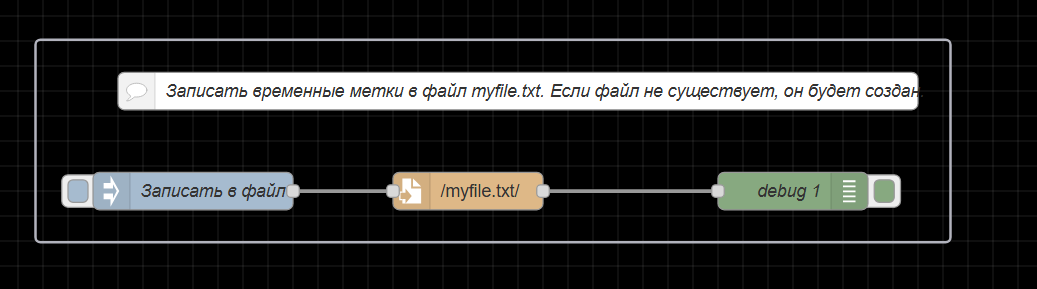 Записать временные метки в файл myfile.txt. Если файл не существует, он будет создан
Записать в файл
/myfile.txt/
debug 1